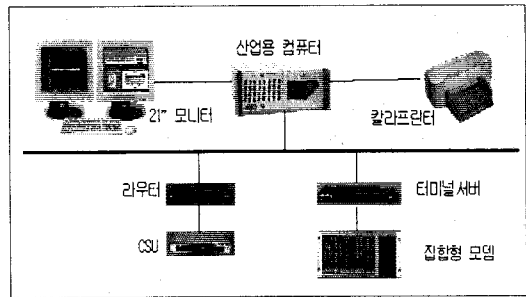 산업용 컴퓨터
21" 모니터
칼라프린터
라우터
터미널서버
CSU
집합형 모뎀